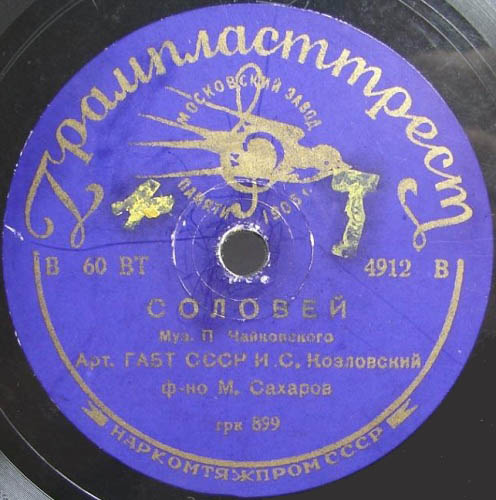 Грампласттрест
МОСКОВСКИЙ ЗАВОД
ПАМЯТИ 1905 г.
В 60 ВТ
4912 В
СОЛОВЕЙ
Муз. П. Чайковского
Арт. ГАБТ СССР И.С. Козловский
ф-но М. Сахаров
грк 899
НАРКОМТЯЖПРОМ СССР